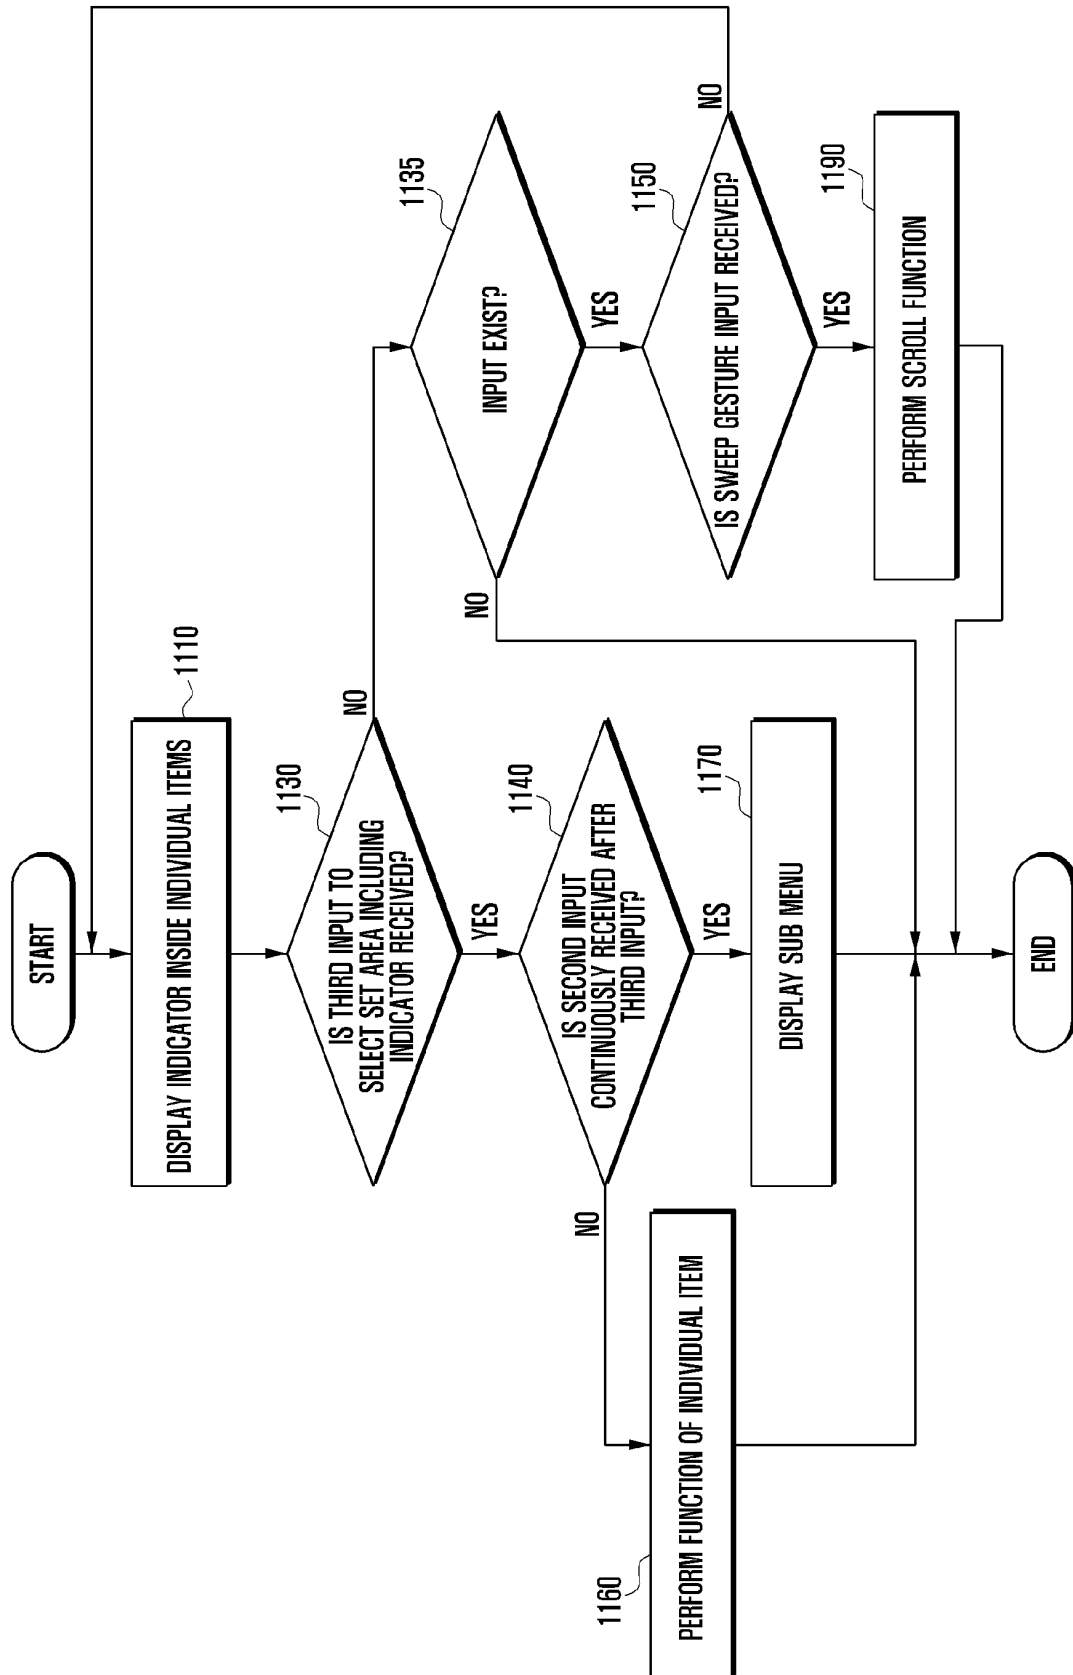 START
1110
DISPLAY INDICATOR INSIDE INDIVIDUAL ITEMS
1130
IS THIRD INPUT TO
SELECT SET AREA INCLUDING
INDICATOR RECEIVED?
NO
YES
1135
INPUT EXIST?
NO
YES
1140
IS SECOND INPUT
CONTINUOUSLY RECEIVED AFTER
THIRD INPUT?
NO
YES
1150
IS SWEEP GESTURE INPUT RECEIVED?
NO
YES
1160
PERFORM FUNCTION OF INDIVIDUAL ITEM
1170
DISPLAY SUB MENU
1190
PERFORM SCROLL FUNCTION
END